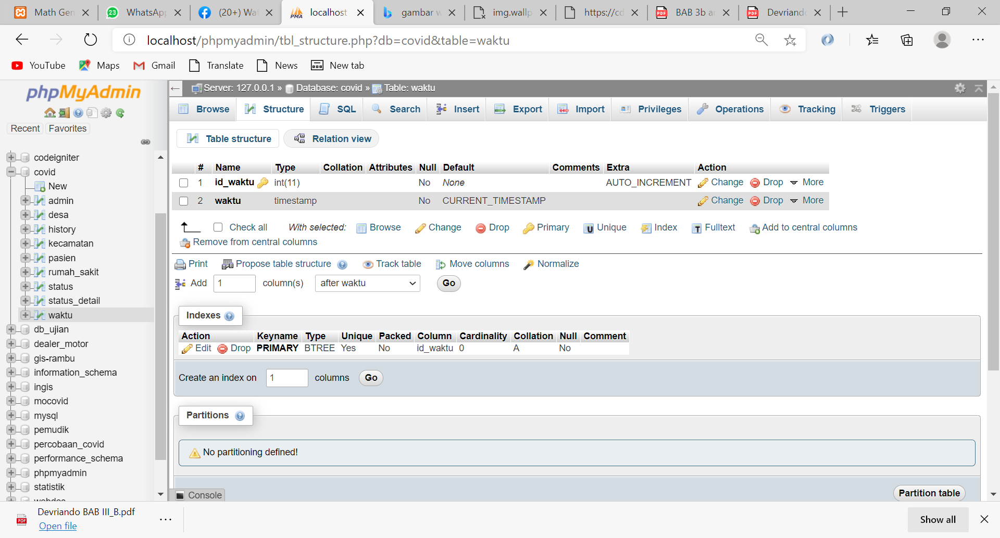 Math Gen
WhatsApp
(20+) Wat
localhost
gambar w
img.wallp
https://cd
BAB 3b a
Devriando
localhost/phpmyadmin/tbl_structure.php?db=covid&table=waktu
YouTube Maps Gmail Translate News New tab
phpMyAdmin
Recent Favorites
codeigniter
covid
New
admin
desa
history
kecamatan
pasien
rumah_sakit
status
status_detail
waktu
db_ujian
dealer_motor
gis-rambu
information_schema
ingis
mocovid
mysql
pemudik
percobaan_covid
performance_schema
phpmyadmin
statistik
Server: 127.0.0.1 » Database: covid » Table: waktu
Browse Structure SQL Search Insert Export Import Privileges Operations Tracking Triggers
Table structure Relation view
# Name Type Collation Attributes Null Default Comments Extra Action
1 id_waktu int(11) No None AUTO_INCREMENT Change Drop More
2 waktu timestamp No CURRENT_TIMESTAMP Change Drop More
Check all With selected: Browse Change Drop Primary Unique Index Fulltext Add to central columns
Remove from central columns
Print Propose table structure Track table Move columns Normalize
Add 1 column(s) after waktu Go
Indexes
Action Keyname Type Unique Packed Column Cardinality Collation Null Comment
Edit Drop PRIMARY BTREE Yes No id_waktu 0 A No
Create an index on 1 columns Go
Partitions
No partitioning defined!
Partition table
Console
Devriando BAB III_B.pdf
Open file
Show all